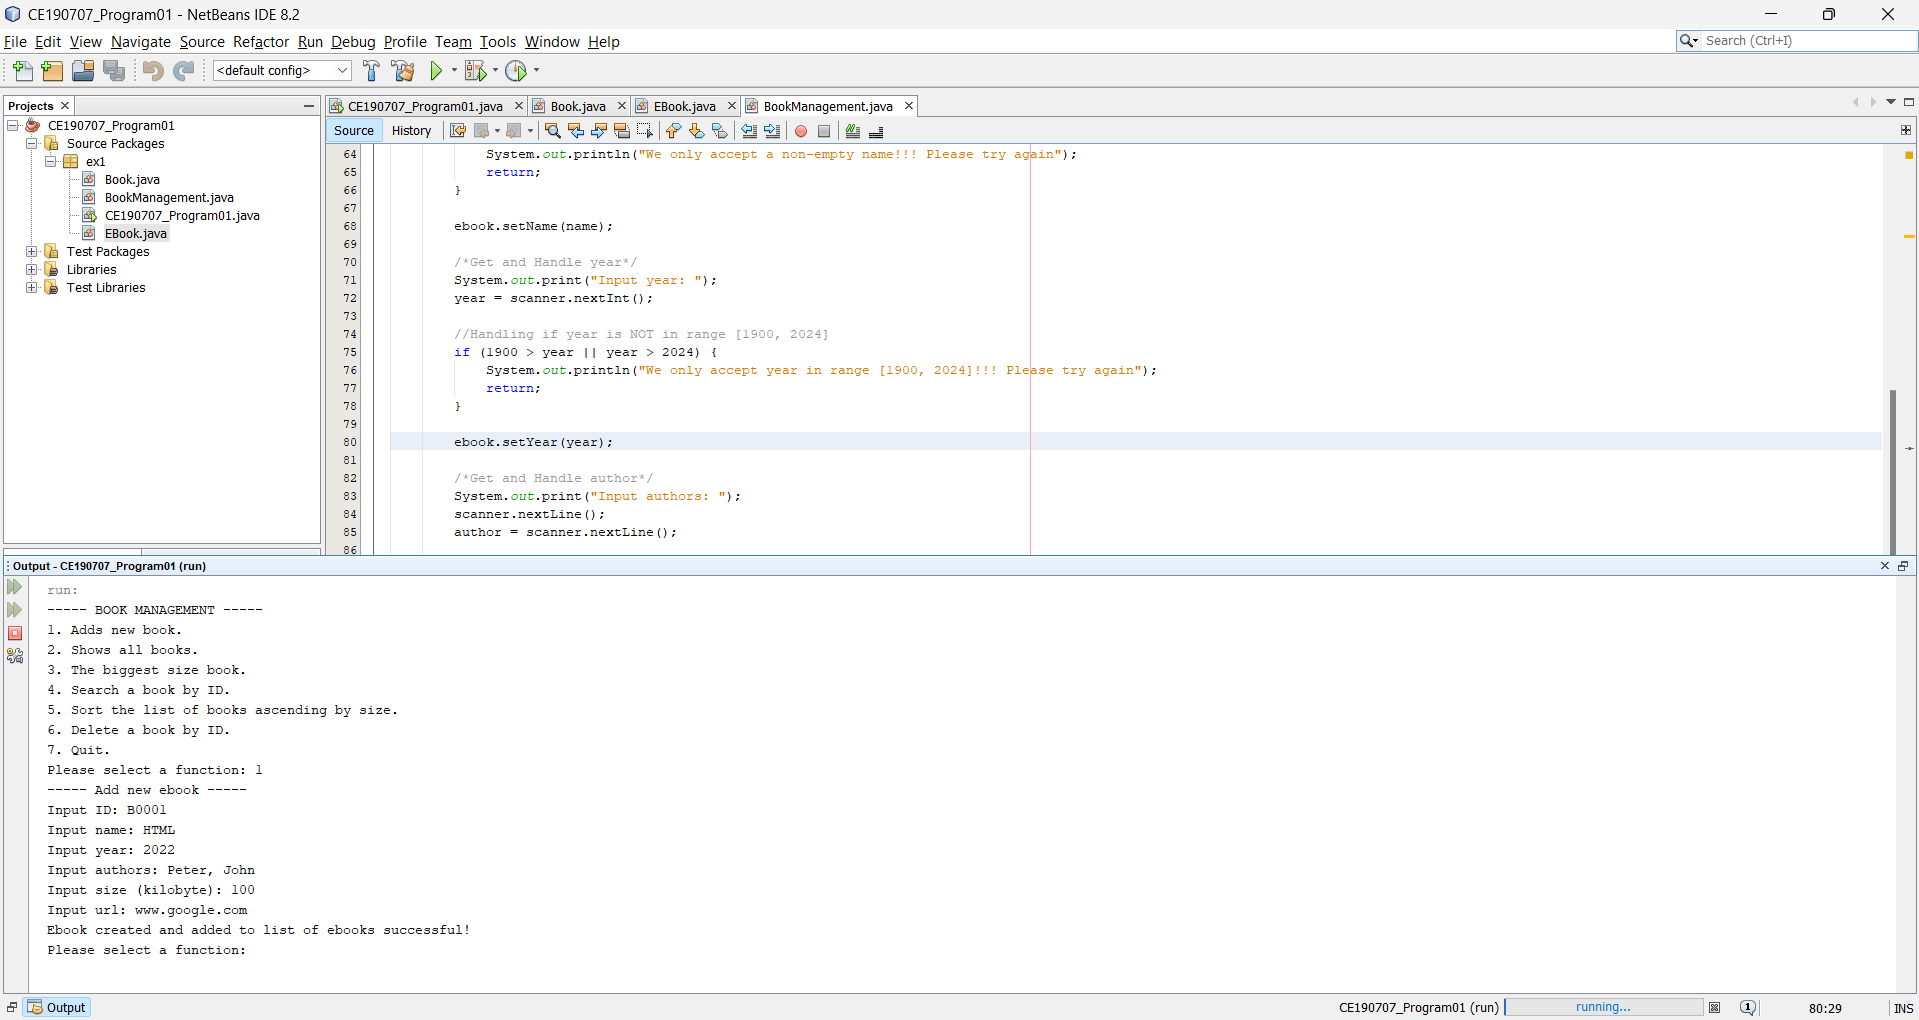 CE190707_Program01 - NetBeans IDE 8.2
File Edit View Navigate Source Refactor Run Debug Profile Team Tools Window Help
Search (Ctrl+I)
<default config>
Projects
CE190707_Program01
Source Packages
ex1
Book.java
BookManagement.java
CE190707_Program01.java
EBook.java
Test Packages
Libraries
Test Libraries
CE190707_Program01.java Book.java EBook.java BookManagement.java
Source History
64 System.out.println("We only accept a non-empty name!!! Please try again");
65 return;
66 }
67
68 ebook.setName(name);
69
70 /*Get and Handle year*/
71 System.out.print("Input year: ");
72 year = scanner.nextInt();
73
74 //Handling if year is NOT in range [1900, 2024]
75 if (1900 > year || year > 2024) {
76 System.out.println("We only accept year in range [1900, 2024]!!! Please try again");
77 return;
78 }
79
80 ebook.setYear(year);
81
82 /*Get and Handle author*/
83 System.out.print("Input authors: ");
84 scanner.nextLine();
85 author = scanner.nextLine();
86
Output - CE190707_Program01 (run)
run:
----- BOOK MANAGEMENT -----
1. Adds new book.
2. Shows all books.
3. The biggest size book.
4. Search a book by ID.
5. Sort the list of books ascending by size.
6. Delete a book by ID.
7. Quit.
Please select a function: 1
----- Add new ebook -----
Input ID: B0001
Input name: HTML
Input year: 2022
Input authors: Peter, John
Input size (kilobyte): 100
Input url: www.google.com
Ebook created and added to list of ebooks successful!
Please select a function:
Output
CE190707_Program01 (run) running... 1 80:29 INS